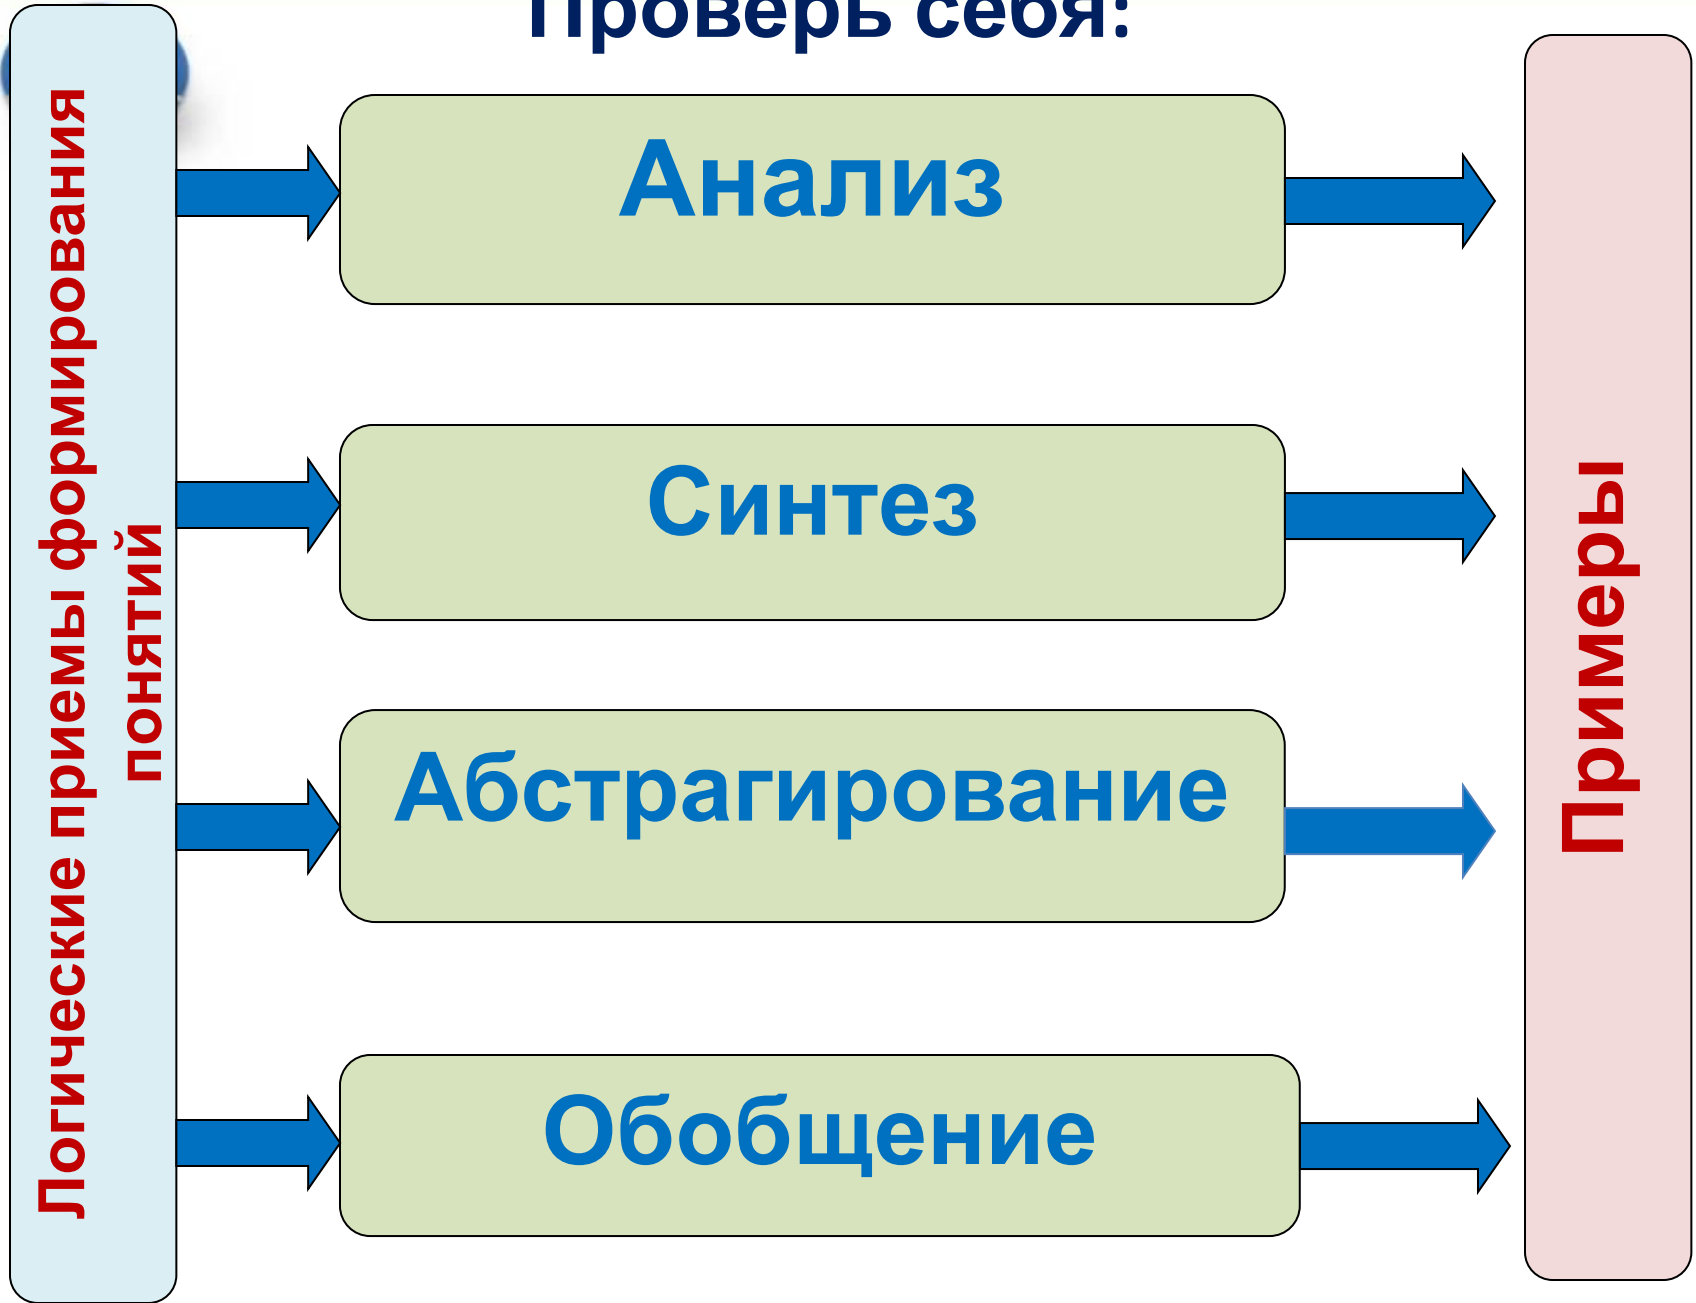 Проверь себя:
Логические приемы формирования
понятий
Анализ
Синтез
Абстрагирование
Обобщение
Примеры